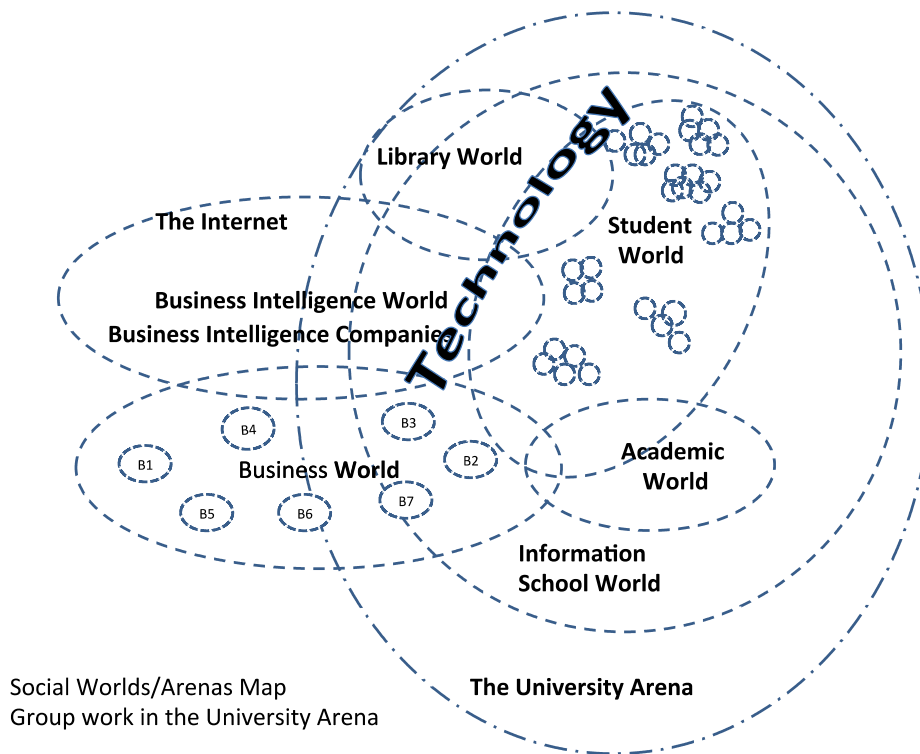 Technology
Library World
The Internet
Student
World
Business Intelligence World
Business Intelligence Companies
B4
B3
B1
Business World
B2
B5
B6
B7
Academic
World
Information
School World
The University Arena
Social Worlds/Arenas Map
Group work in the University Arena